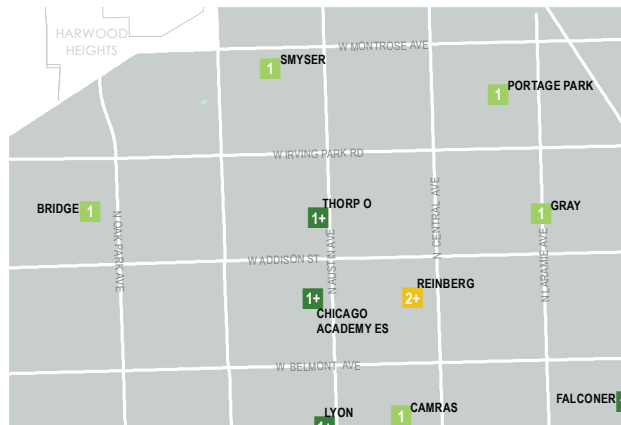 HARWOOD
HEIGHTS
W MONTROSE AVE
1 SMYSER
1 PORTAGE PARK
W IRVING PARK RD
BRIDGE 1
N OAK PARK AVE
THORP O
1+
N AUSTIN AVE
N CENTRAL AVE
1 GRAY
N LARAMIE AVE
W ADDISON ST
1+
CHICAGO
ACADEMY ES
2+ REINBERG
W BELMONT AVE
LYON
1+
1 CAMRAS
FALCONER